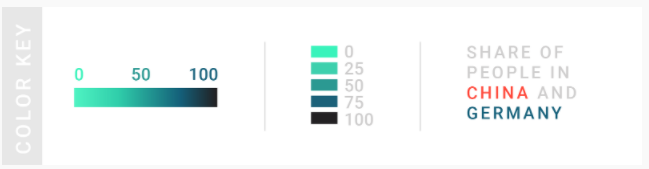 COLOR KEY
0 50 100
0
25
50
75
100
SHARE OF
PEOPLE IN
CHINA AND
GERMANY